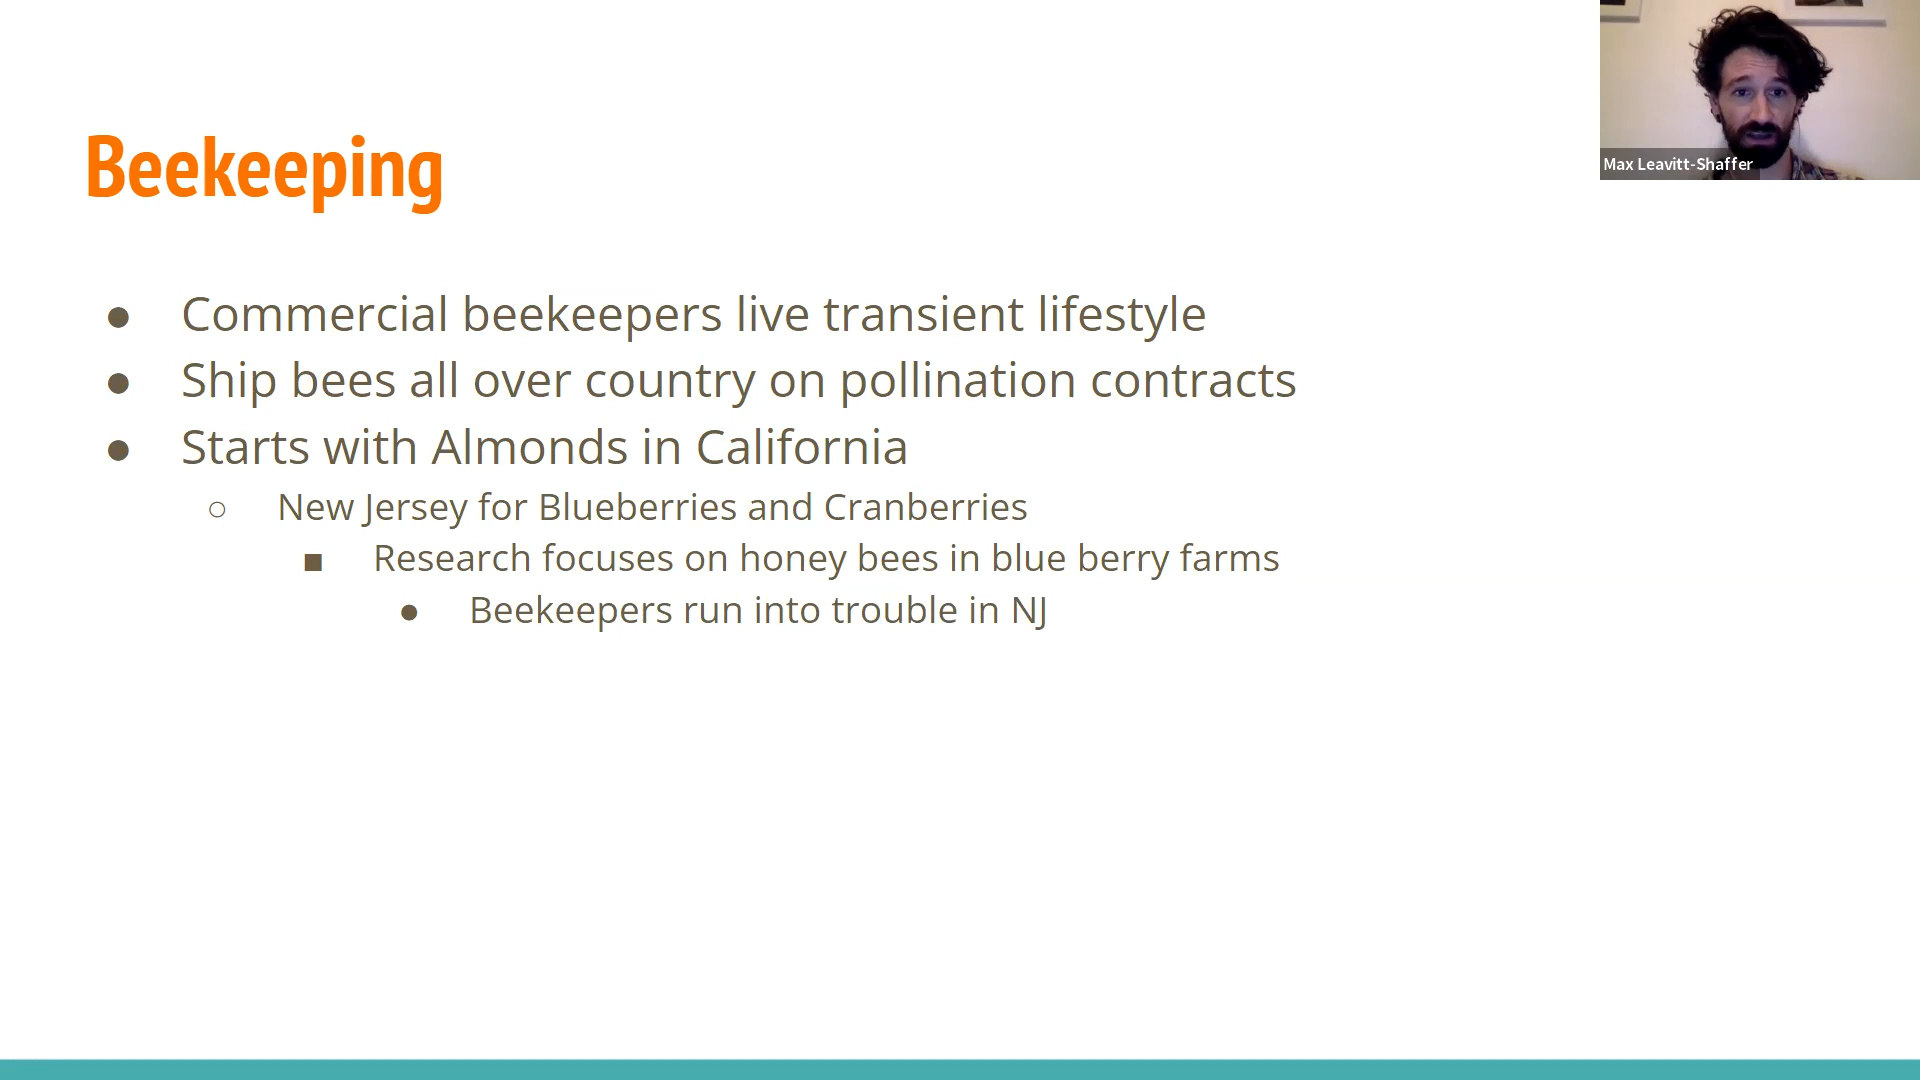 Beekeeping
Max Leavitt-Shaffer
● Commercial beekeepers live transient lifestyle
● Ship bees all over country on pollination contracts
● Starts with Almonds in California
○ New Jersey for Blueberries and Cranberries
■ Research focuses on honey bees in blue berry farms
● Beekeepers run into trouble in NJ